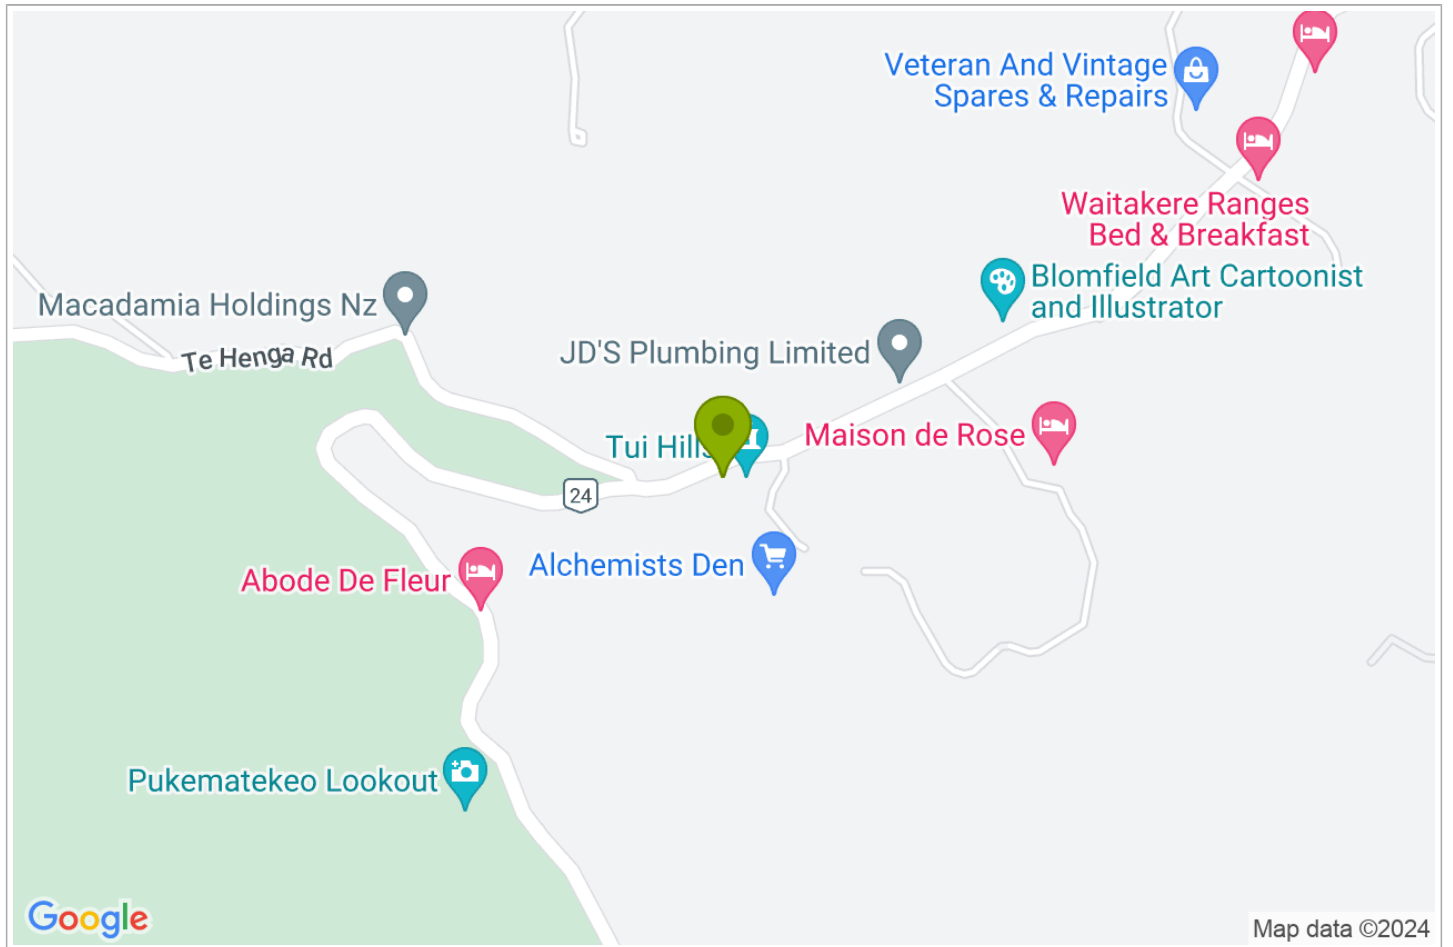 Veteran And Vintage
Spares & Repairs
Waitakere Ranges
Bed & Breakfast
Blomfield Art Cartoonist
and Illustrator
Macadamia Holdings Nz
Te Henga Rd
JD'S Plumbing Limited
Maison de Rose
Tui Hills
24
Alchemists Den
Abode De Fleur
Pukematekeo Lookout
Google
Map data ©2024